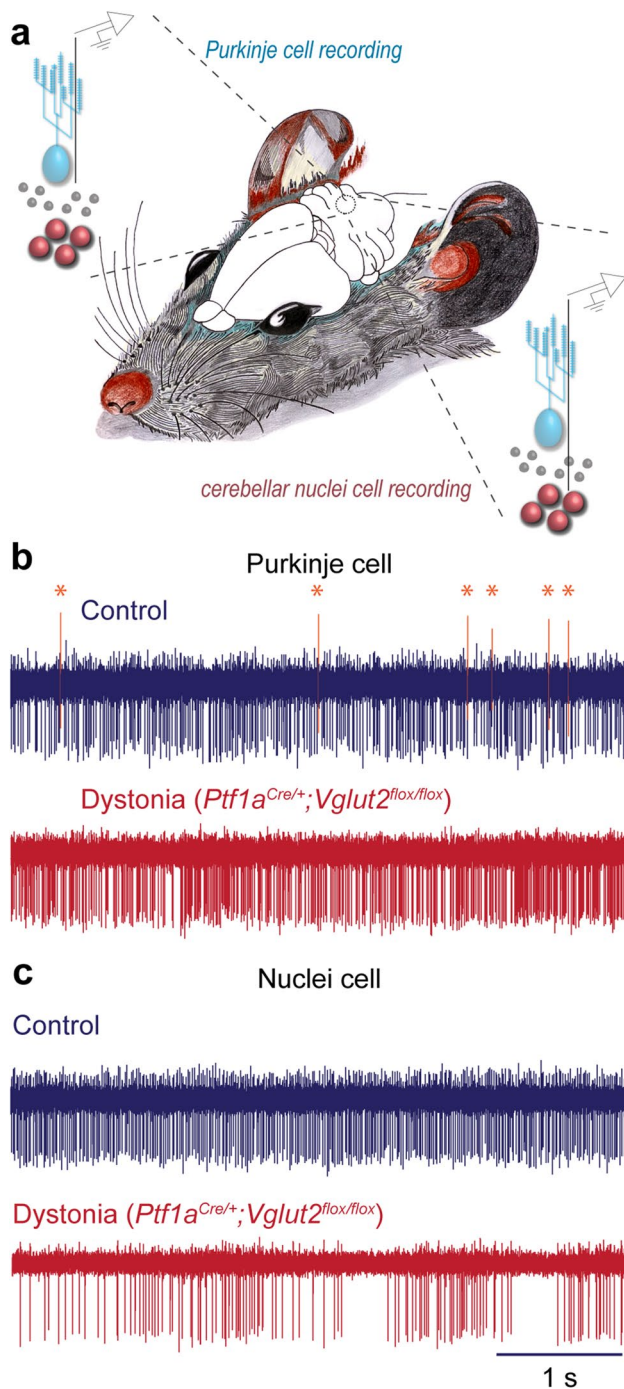 a
Purkinje cell recording
cerebellar nuclei cell recording
b
Purkinje cell
* * * * * *
Control
Dystonia (Ptf1aCre/+;Vglut2flox/flox)
c
Nuclei cell
Control
Dystonia (Ptf1aCre/+;Vglut2flox/flox)
1 s